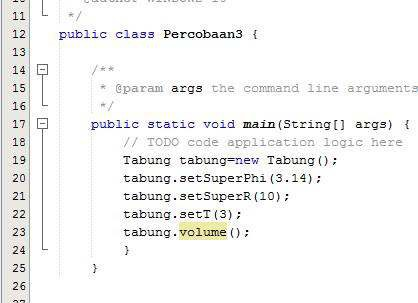 11 */
12 public class Percobaan3 {
13
14 /**
15 * @param args the command line arguments
16 */
17 public static void main(String[] args) {
18 // TODO code application logic here
19 Tabung tabung=new Tabung();
20 tabung.setSuperPhi(3.14);
21 tabung.setSuperR(10);
22 tabung.setT(3);
23 tabung.volume();
24 }
25 }
26